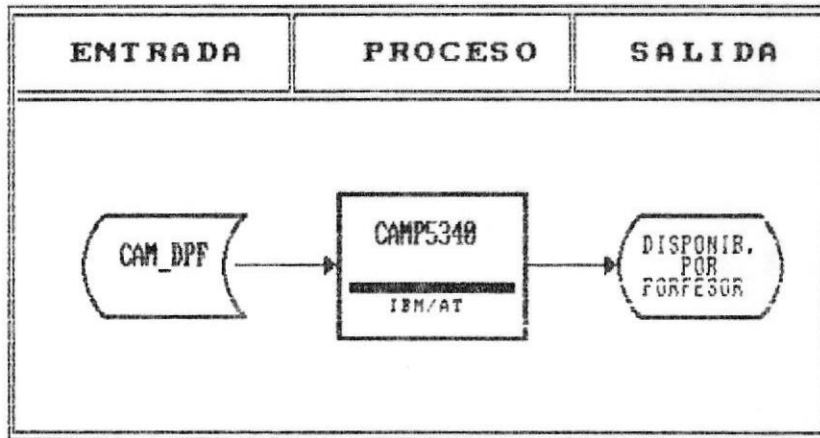 ENTRADA
PROCESO
SALIDA
CAM_DPF
CAMP5340
IBM/AT
DISPONIB.
POR
PORFESOR